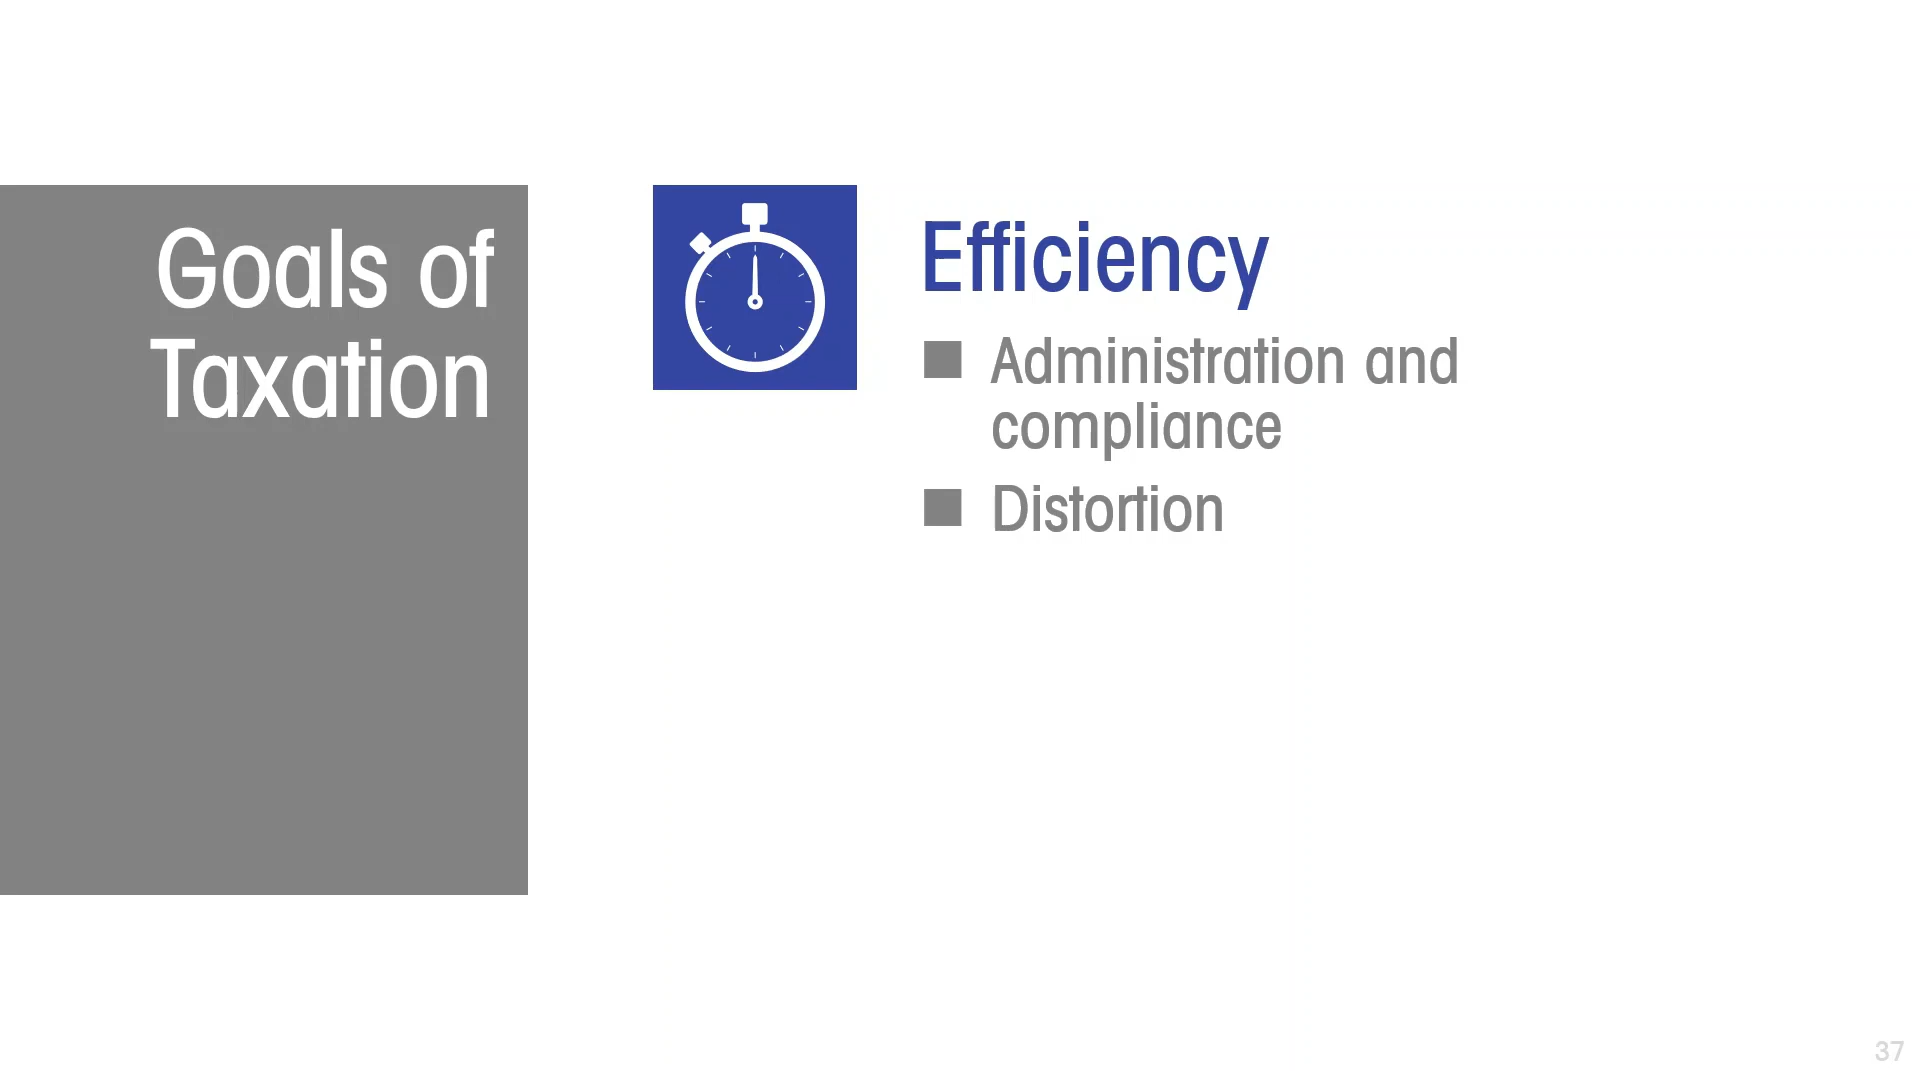 Goals of
Taxation
Efficiency
Administration and
compliance
Distortion
37